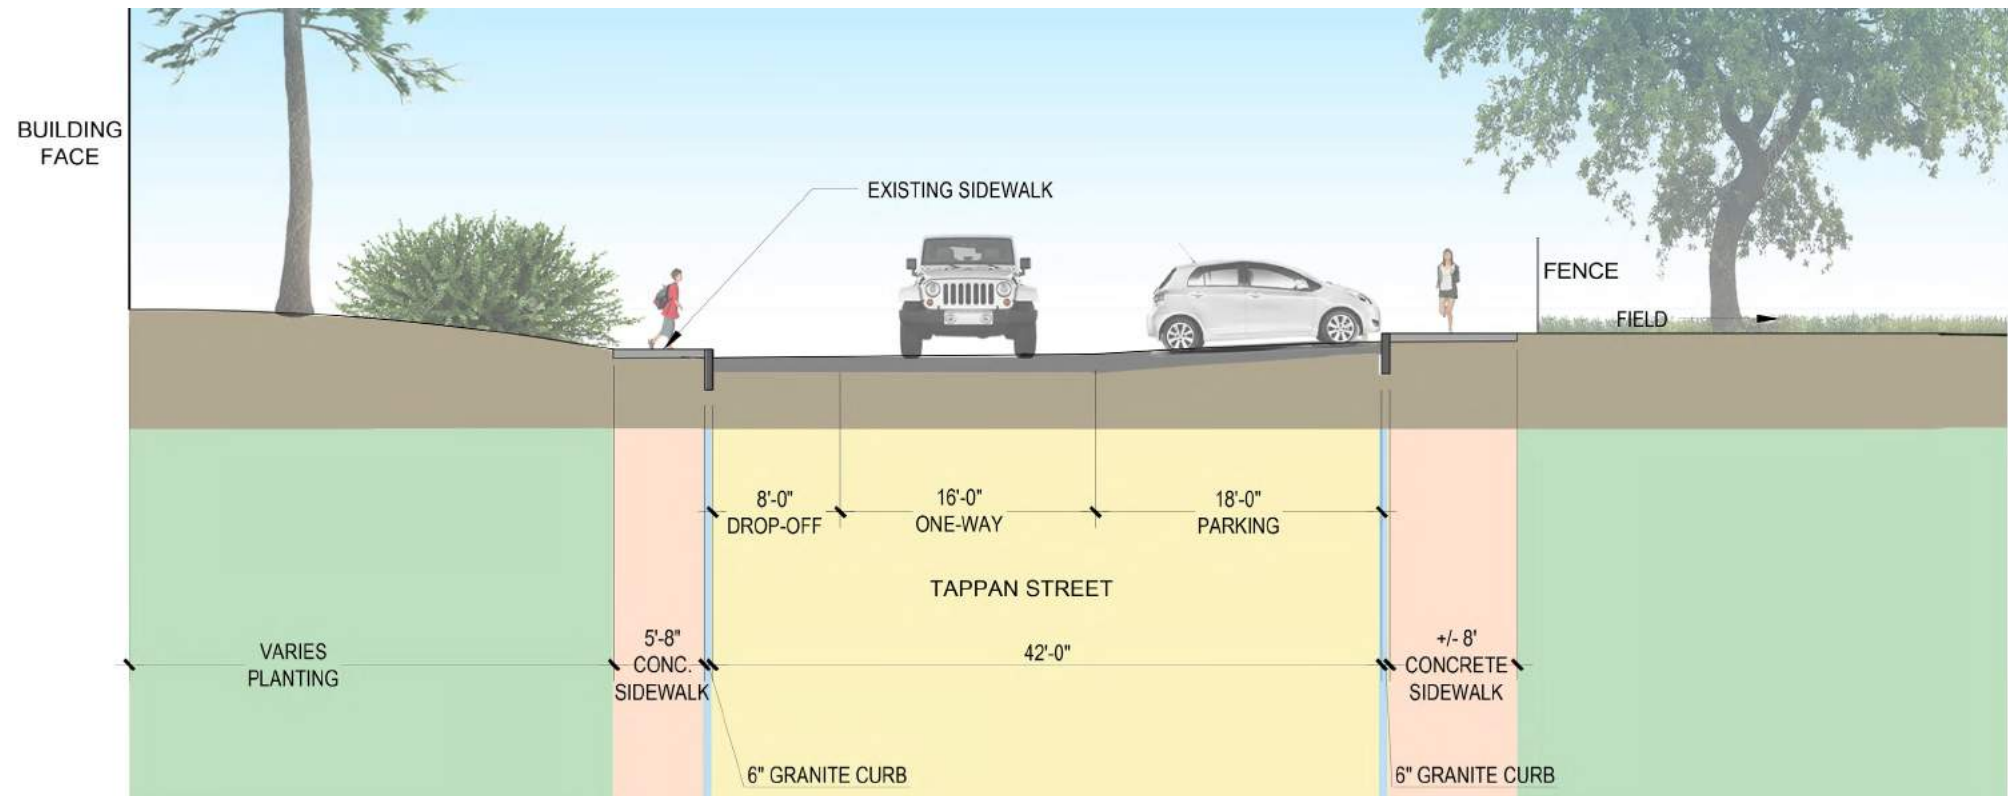 BUILDING
FACE
EXISTING SIDEWALK
FENCE
FIELD
8'-0"
DROP-OFF
16'-0"
ONE-WAY
18'-0"
PARKING
TAPPAN STREET
VARIES
PLANTING
5'-8"
CONC.
SIDEWALK
42'-0"
+/- 8'
CONCRETE
SIDEWALK
6" GRANITE CURB
6" GRANITE CURB